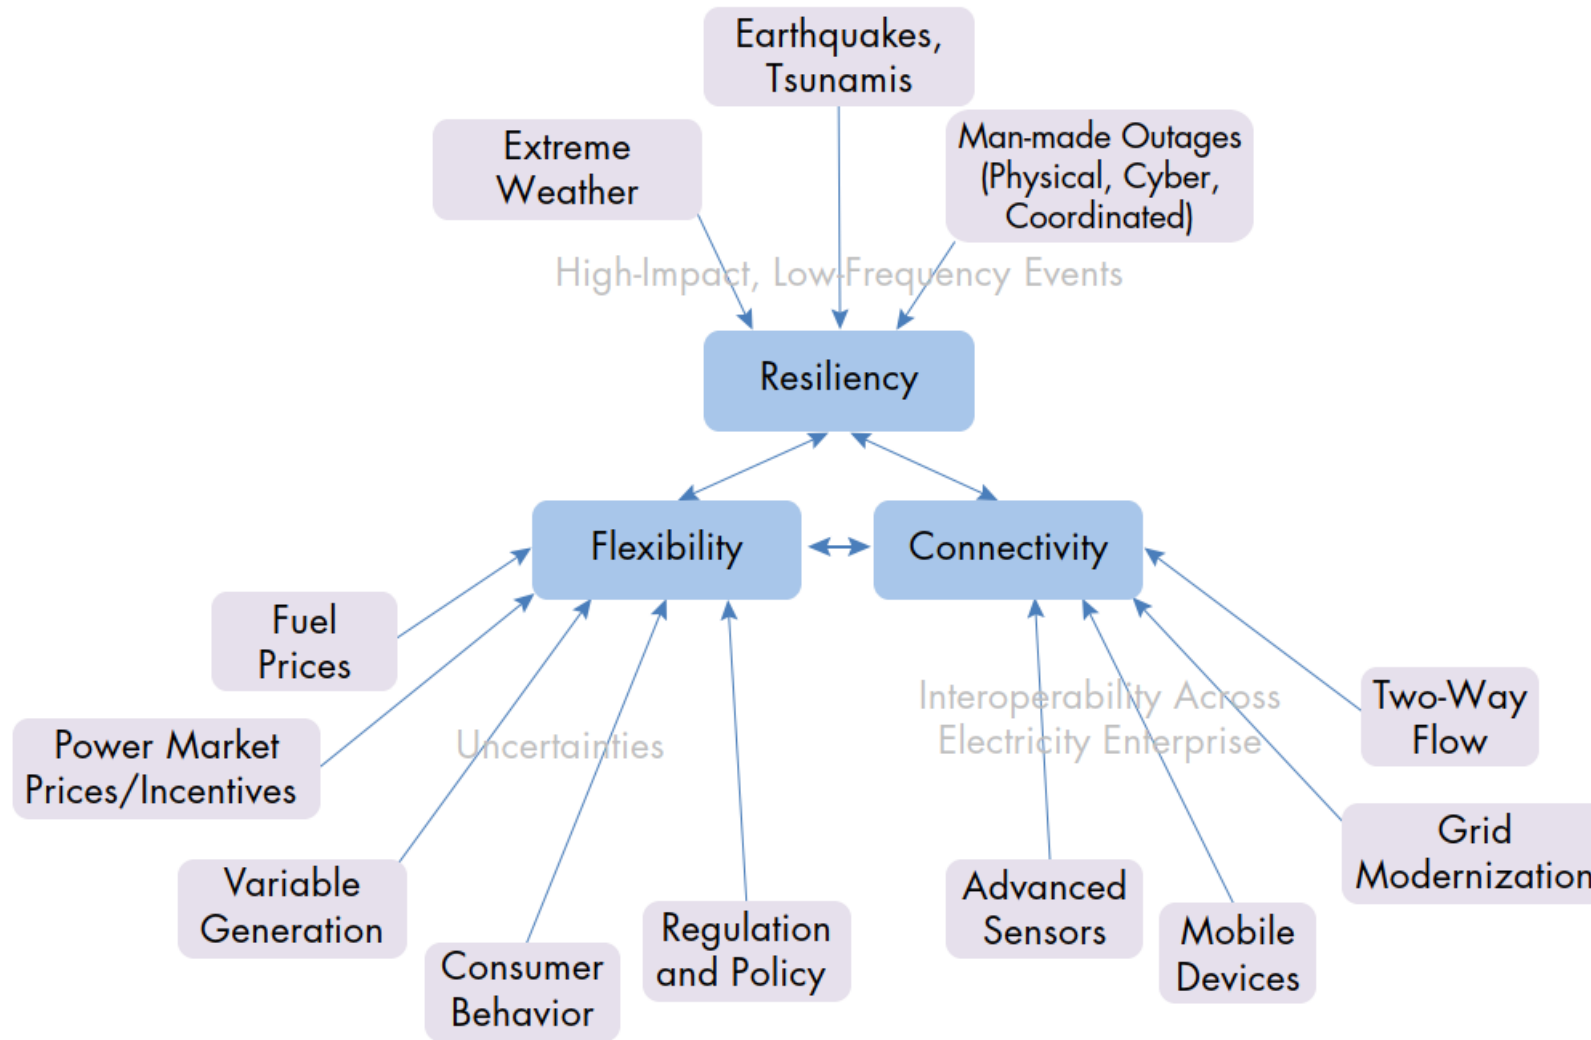 Earthquakes,
Tsunamis
Extreme
Weather
Man-made Outages
(Physical, Cyber,
Coordinated)
High-Impact, Low-Frequency Events
Resiliency
Flexibility
Connectivity
Fuel
Prices
Power Market
Prices/Incentives
Uncertainties
Variable
Generation
Consumer
Behavior
Regulation
and Policy
Interoperability Across
Electricity Enterprise
Two-Way
Flow
Grid
Modernization
Advanced
Sensors
Mobile
Devices